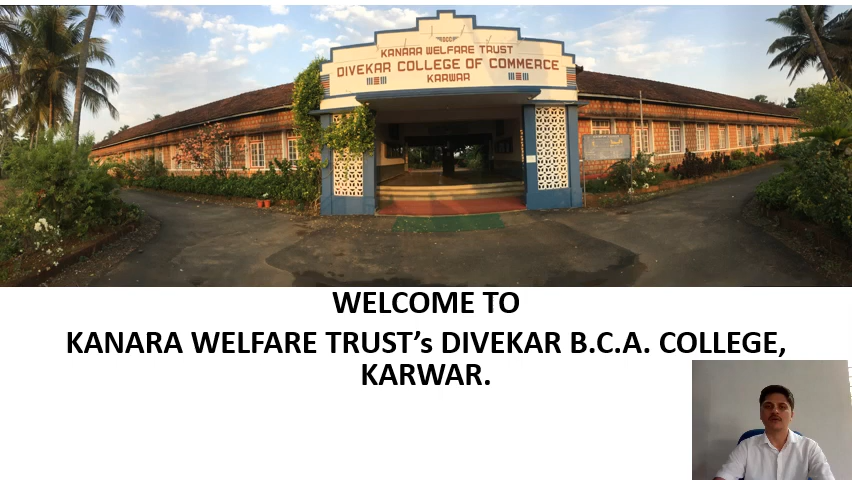 KANARA WELFARE TRUST
DIVEKAR COLLEGE OF COMMERCE
KARWAR
WELCOME TO
KANARA WELFARE TRUST’s DIVEKAR B.C.A. COLLEGE,
KARWAR.